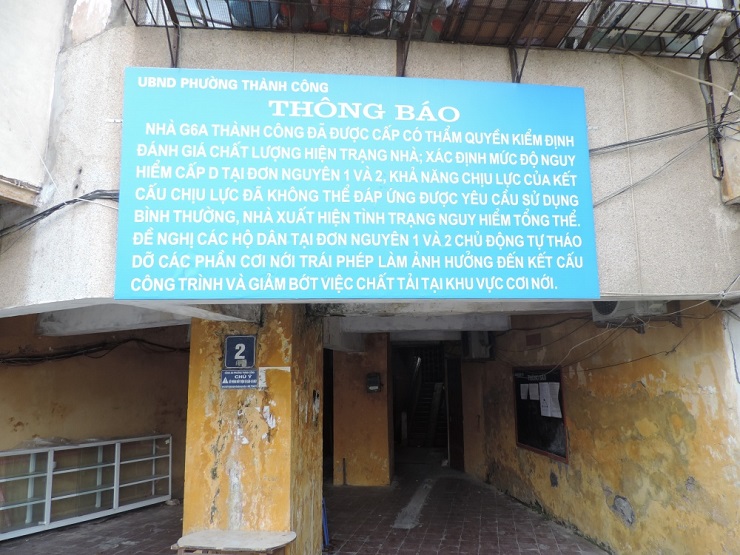 UBND PHƯỜNG THÀNH CÔNG
THÔNG BÁO
NHÀ G6A THÀNH CÔNG ĐÃ ĐƯỢC CẤP CÓ THẨM QUYỀN KIỂM ĐỊNH
ĐÁNH GIÁ CHẤT LƯỢNG HIỆN TRẠNG NHÀ; XÁC ĐỊNH MỨC ĐỘ NGUY
HIỂM CẤP D TẠI ĐƠN NGUYÊN 1 VÀ 2, KHẢ NĂNG CHỊU LỰC CỦA KẾT
CẤU CHỊU LỰC ĐÃ KHÔNG THỂ ĐÁP ỨNG ĐƯỢC YÊU CẦU SỬ DỤNG
BÌNH THƯỜNG, NHÀ XUẤT HIỆN TÌNH TRẠNG NGUY HIỂM TỔNG THỂ.
ĐỀ NGHỊ CÁC HỘ DÂN TẠI ĐƠN NGUYÊN 1 VÀ 2 CHỦ ĐỘNG TỰ THÁO
DỠ CÁC PHẦN CƠI NỚI TRÁI PHÉP LÀM ẢNH HƯỞNG ĐẾN KẾT CẤU
CÔNG TRÌNH VÀ GIẢM BỚT VIỆC CHẤT TẢI TẠI KHU VỰC CƠI NỚI.
2
CHÚ Ý